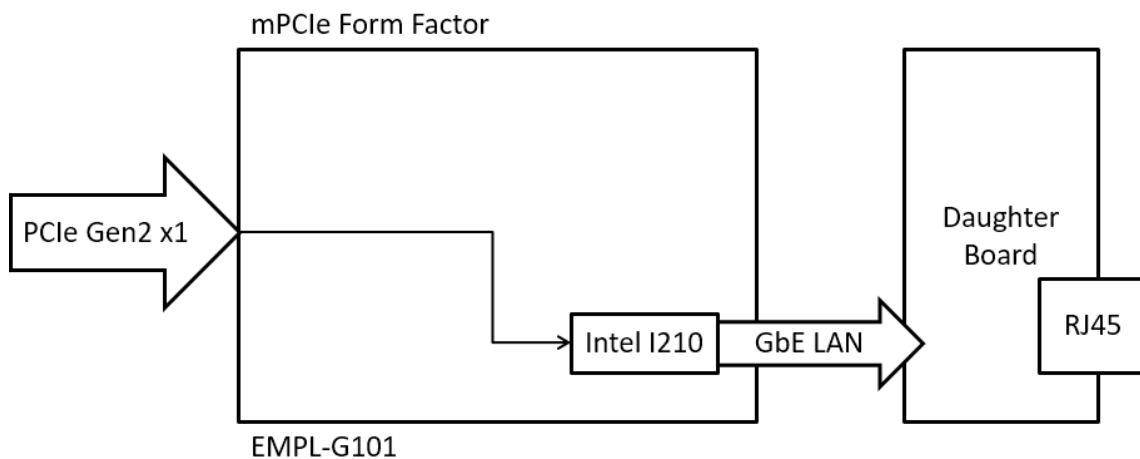 mPCIe Form Factor
PCIe Gen2 x1
Daughter
Board
Intel I210
GbE LAN
RJ45
EMPL-G101